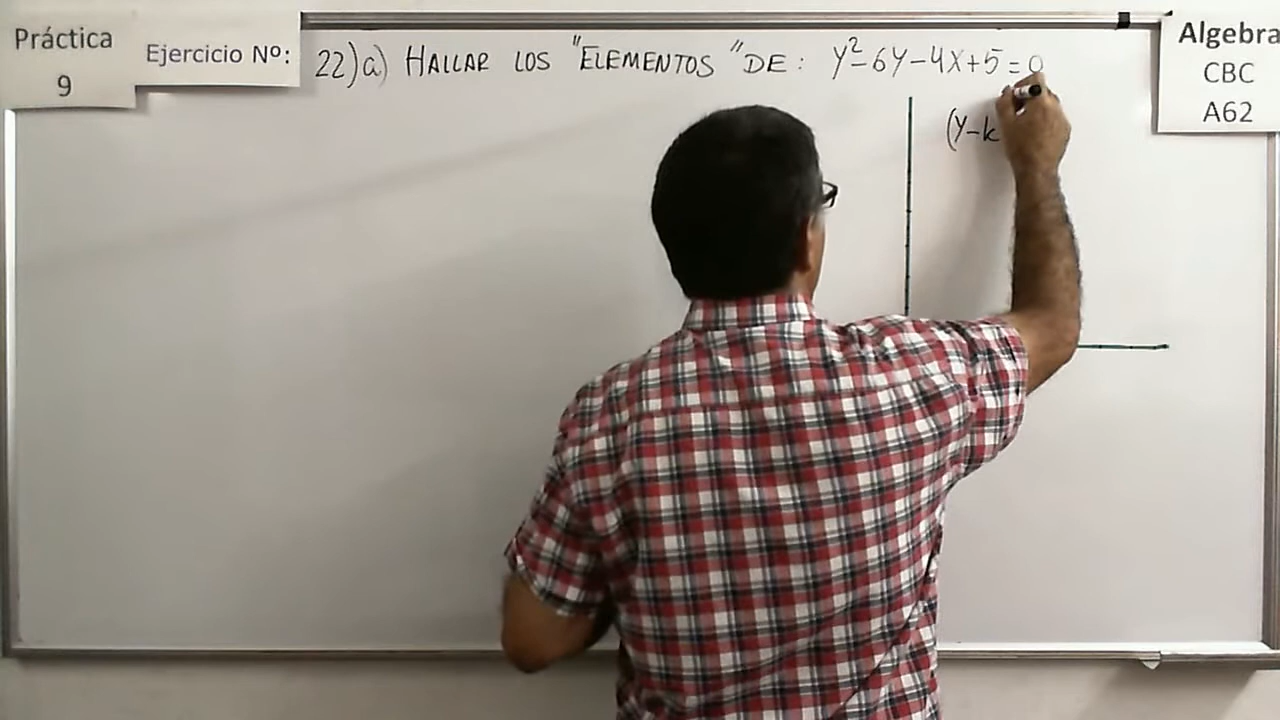 Práctica
9
Ejercicio Nº:
22)a) HALLAR LOS "ELEMENTOS" DE: y²-6y-4x+5=0
Algebra
CBC
A62
(y-k